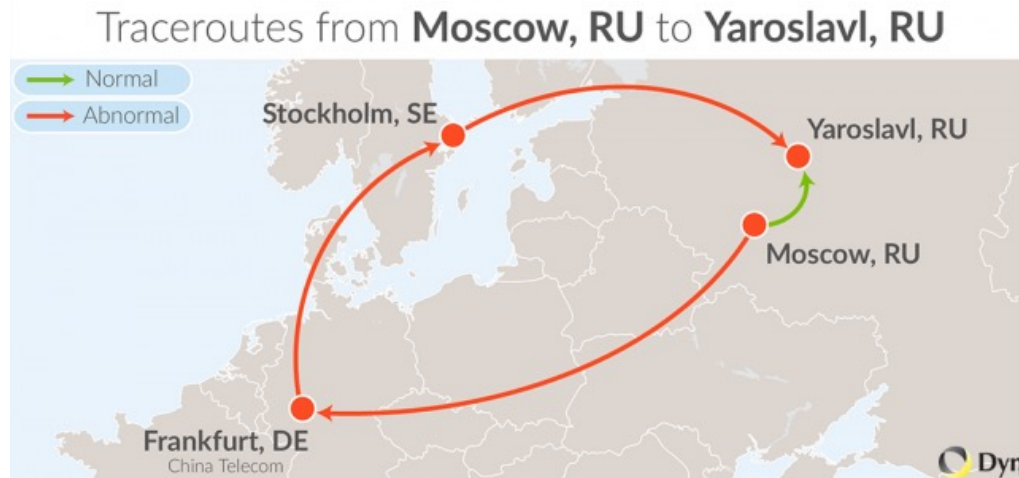 Traceroutes from Moscow, RU to Yaroslavl, RU
Normal
Abnormal
Stockholm, SE
Yaroslavl, RU
Moscow, RU
Frankfurt, DE
China Telecom
Dyn